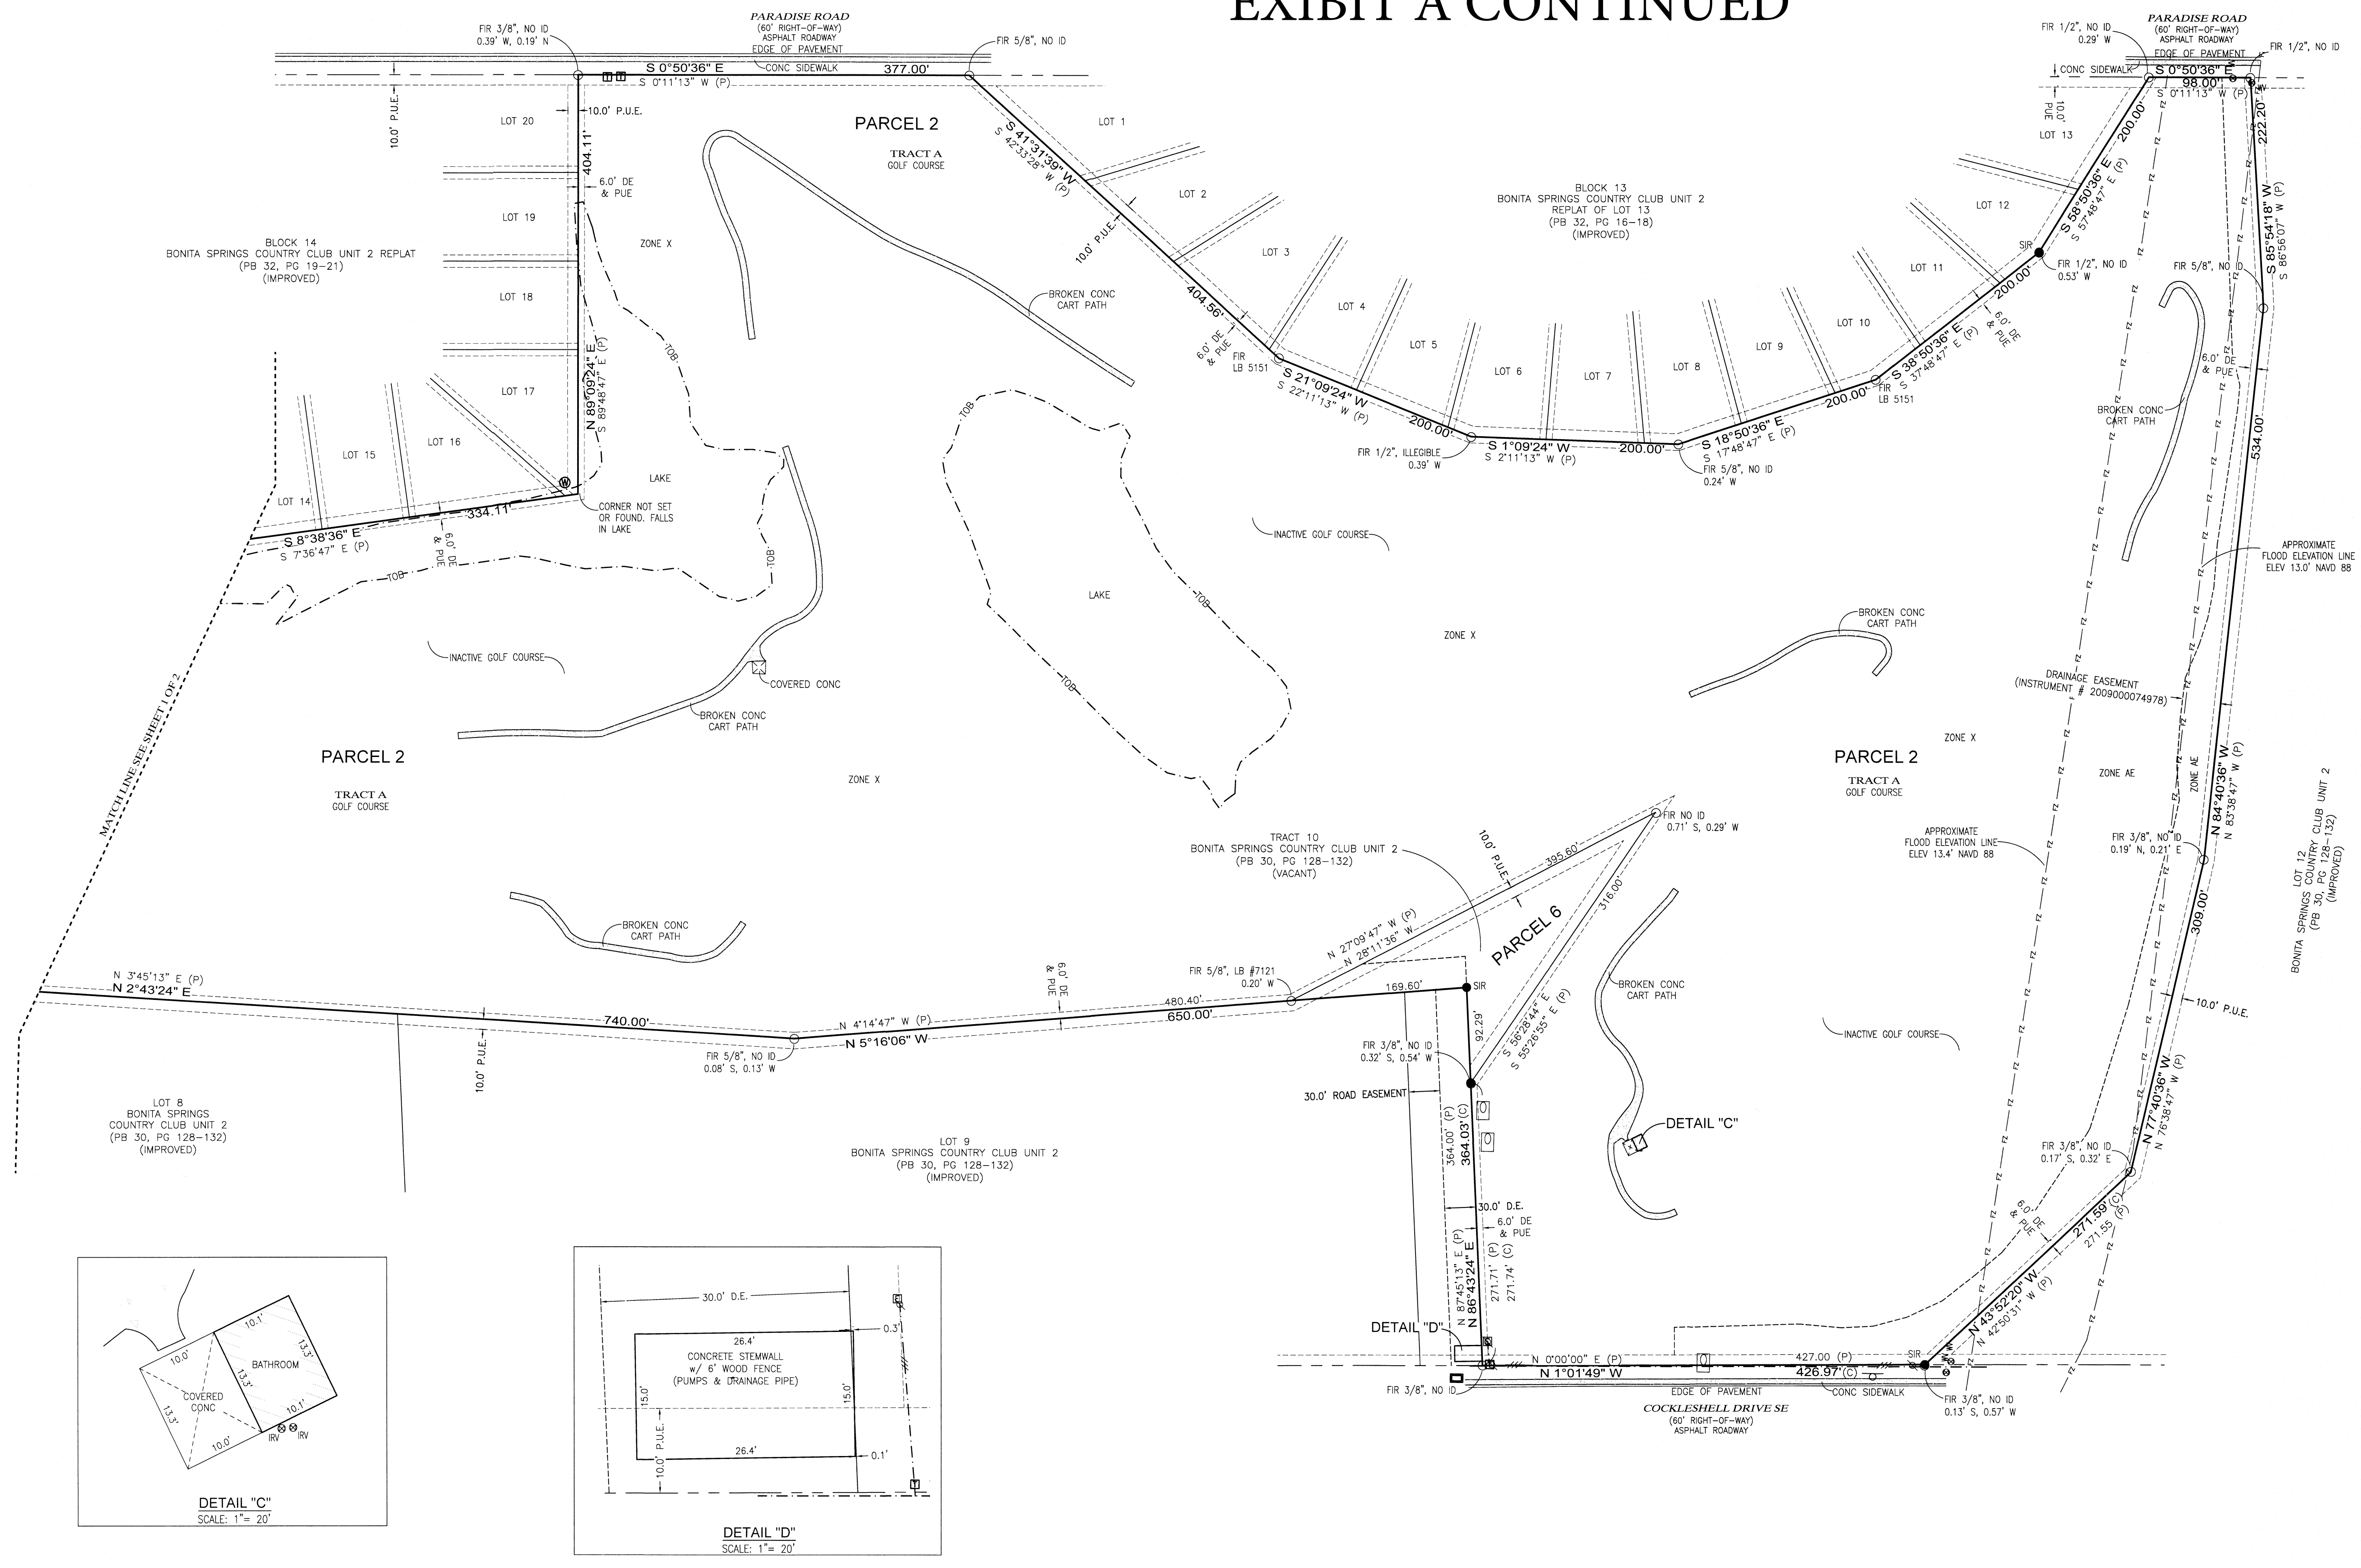 EXIBIT A CONTINUED
PARADISE ROAD
(60' RIGHT-OF-WAY)
ASPHALT ROADWAY
EDGE OF PAVEMENT
FIR 3/8", NO ID
0.39' W, 0.19' N
FIR 5/8", NO ID
S 0°50'36" E
CONC SIDEWALK
377.00'
S 0°11'13" W (P)
10.0' P.U.E.
10.0' P.U.E.
LOT 20
404.11'
6.0' DE
& PUE
LOT 19
ZONE X
BLOCK 14
BONITA SPRINGS COUNTRY CLUB UNIT 2 REPLAT
(PB 32, PG 19-21)
(IMPROVED)
LOT 18
N 89°09'24" E
S 89°48'47" E (P)
LOT 17
LOT 16
LOT 15
LOT 14
TOB
LAKE
CORNER NOT SET
OR FOUND. FALLS
IN LAKE
334.11'
S 8°38'36" E
S 7°36'47" E (P)
6.0' DE
& PUE
TOB
TOB
PARCEL 2
TRACT A
GOLF COURSE
BROKEN CONC
CART PATH
S 41°31'39" W
S 42°33'28" W (P)
10.0' P.U.E.
404.56'
6.0' DE
& PUE
FIR
LB 5151
LOT 1
LOT 2
LOT 3
LOT 4
LOT 5
LOT 6
LOT 7
LOT 8
LOT 9
LOT 10
LOT 11
LOT 12
LOT 13
BLOCK 13
BONITA SPRINGS COUNTRY CLUB UNIT 2
REPLAT OF LOT 13
(PB 32, PG 16-18)
(IMPROVED)
S 21°09'24" W
S 22°11'13" W (P)
200.00'
FIR 1/2", ILLEGIBLE
0.39' W
S 1°09'24" W
S 2°11'13" W (P)
200.00'
FIR 5/8", NO ID
0.24' W
S 18°50'36" E
S 17°48'47" E (P)
200.00'
FIR
LB 5151
S 38°50'36" E
S 37°48'47" E (P)
200.00'
6.0' DE
& PUE
SIR
FIR 1/2", NO ID
0.53' W
S 58°50'36" E
S 57°48'47" E (P)
200.00'
FIR 1/2", NO ID
0.29' W
PARADISE ROAD
(60' RIGHT-OF-WAY)
ASPHALT ROADWAY
EDGE OF PAVEMENT
FIR 1/2", NO ID
CONC SIDEWALK
S 0°50'36" E
98.00'
S 0°11'13" W (P)
10.0'
PUE
222.20'
S 85°54'18" W
S 86°56'07" W (P)
FIR 5/8", NO ID
6.0' DE
& PUE
BROKEN CONC
CART PATH
534.00'
APPROXIMATE
FLOOD ELEVATION LINE
ELEV 13.0' NAVD 88
INACTIVE GOLF COURSE
TOB
TOB
TOB
LAKE
ZONE X
BROKEN CONC
CART PATH
DRAINAGE EASEMENT
(INSTRUMENT # 2009000074978)
MATCH LINE SEE SHEET 1 OF 2
INACTIVE GOLF COURSE
COVERED CONC
BROKEN CONC
CART PATH
PARCEL 2
TRACT A
GOLF COURSE
ZONE X
PARCEL 2
TRACT A
GOLF COURSE
ZONE X
ZONE AE
ZONE AE
N 84°40'36" W
N 83°38'47" W (P)
LOT 12
BONITA SPRINGS COUNTRY CLUB UNIT 2
(PB 30, PG 128-132)
(IMPROVED)
APPROXIMATE
FLOOD ELEVATION LINE
ELEV 13.4' NAVD 88
FIR 3/8", NO ID
0.19' N, 0.21' E
TRACT 10
BONITA SPRINGS COUNTRY CLUB UNIT 2
(PB 30, PG 128-132)
(VACANT)
FIR NO ID
0.71' S, 0.29' W
10.0' P.U.E.
395.60'
316.00'
PARCEL 6
N 27°09'47" W (P)
N 28°11'36" W
BROKEN CONC
CART PATH
N 3°45'13" E (P)
N 2°43'24" E
740.00'
10.0' P.U.E.
FIR 5/8", NO ID
0.08' S, 0.13' W
N 4°14'47" W (P)
N 5°16'06" W
6.0' DE
& PUE
480.40'
650.00'
FIR 5/8", LB #7121
0.20' W
169.60'
SIR
92.29'
S 56°28'44" E
S 55°26'55" E (P)
FIR 3/8", NO ID
0.32' S, 0.54' W
30.0' ROAD EASEMENT
BROKEN CONC
CART PATH
INACTIVE GOLF COURSE
309.00'
10.0' P.U.E.
N 77°40'36" W
N 76°38'47" W (P)
LOT 8
BONITA SPRINGS
COUNTRY CLUB UNIT 2
(PB 30, PG 128-132)
(IMPROVED)
LOT 9
BONITA SPRINGS COUNTRY CLUB UNIT 2
(PB 30, PG 128-132)
(IMPROVED)
364.00' (P)
364.03' (C)
DETAIL "C"
FIR 3/8", NO ID
0.17' S, 0.32' E
30.0' D.E.
6.0' DE
& PUE
N 87°45'13" E (P)
N 86°43'24" E
271.71' (P)
271.74' (C)
6.0' DE
& PUE
271.59' (C)
271.55 (P)
N 43°52'20" W
N 42°50'31" W (P)
DETAIL "D"
N 0°00'00" E (P)
427.00 (P)
SIR
N 1°01'49" W
426.97' (C)
FIR 3/8", NO ID
EDGE OF PAVEMENT
CONC SIDEWALK
COCKLESHELL DRIVE SE
(60' RIGHT-OF-WAY)
ASPHALT ROADWAY
FIR 3/8", NO ID
0.13' S, 0.57' W
10.1'
10.0'
BATHROOM
13.3'
13.3'
COVERED
CONC
13.3'
10.1'
10.0'
IRV
IRV
DETAIL "C"
SCALE: 1"= 20'
30.0' D.E.
0.3'
26.4'
CONCRETE STEMWALL
w/ 6' WOOD FENCE
(PUMPS & DRAINAGE PIPE)
15.0'
15.0'
10.0' P.U.E.
26.4'
0.1'
DETAIL "D"
SCALE: 1"= 20'